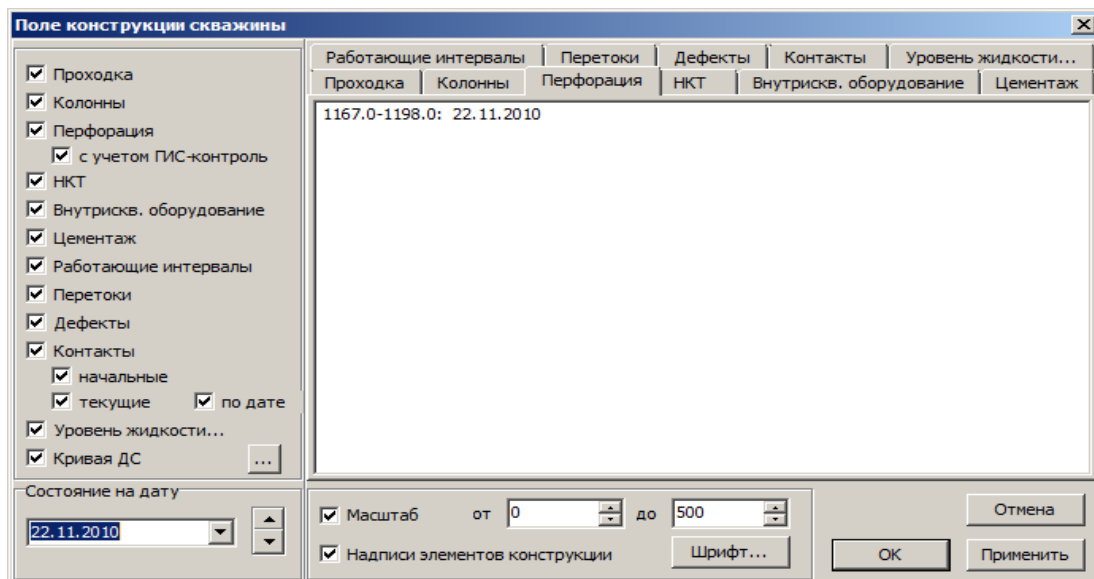 Поле конструкции скважины
Проходка
Колонны
Перфорация
с учетом ГИС-контроль
НКТ
Внутрискв. оборудование
Цементаж
Работающие интервалы
Перетоки
Дефекты
Контакты
начальные
текущие по дате
Уровень жидкости...
Кривая ДС ...
Состояние на дату
22.11.2010
Работающие интервалы Перетоки Дефекты Контакты Уровень жидкости...
Проходка Колонны Перфорация НКТ Внутрискв. оборудование Цементаж
1167.0-1198.0: 22.11.2010
Масштаб от 0 до 500
Надписи элементов конструкции Шрифт...
Отмена
OK Применить